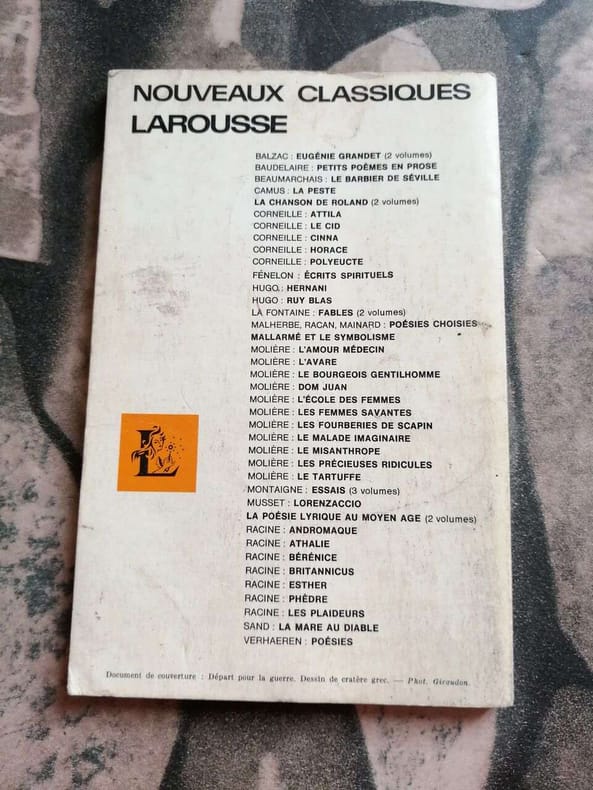 NOUVEAUX CLASSIQUES
LAROUSSE
BALZAC : EUGÉNIE GRANDET (2 volumes)
BAUDELAIRE : PETITS POÈMES EN PROSE
BEAUMARCHAIS : LE BARBIER DE SÉVILLE
CAMUS : LA PESTE
LA CHANSON DE ROLAND (2 volumes)
CORNEILLE : ATTILA
CORNEILLE : LE CID
CORNEILLE : CINNA
CORNEILLE : HORACE
CORNEILLE : POLYEUCTE
FÉNELON : ÉCRITS SPIRITUELS
HUGO : HERNANI
HUGO : RUY BLAS
LA FONTAINE : FABLES (2 volumes)
MALHERBE, RACAN, MAINARD : POÉSIES CHOISIES
MALLARMÉ ET LE SYMBOLISME
MOLIÈRE : L'AMOUR MÉDECIN
MOLIÈRE : L'AVARE
MOLIÈRE : LE BOURGEOIS GENTILHOMME
MOLIÈRE : DOM JUAN
MOLIÈRE : L'ÉCOLE DES FEMMES
MOLIÈRE : LES FEMMES SAVANTES
MOLIÈRE : LES FOURBERIES DE SCAPIN
MOLIÈRE : LE MALADE IMAGINAIRE
MOLIÈRE : LE MISANTHROPE
MOLIÈRE : LES PRÉCIEUSES RIDICULES
MOLIÈRE : LE TARTUFFE
MONTAIGNE : ESSAIS (3 volumes)
MUSSET : LORENZACCIO
LA POÉSIE LYRIQUE AU MOYEN AGE (2 volumes)
RACINE : ANDROMAQUE
RACINE : ATHALIE
RACINE : BÉRÉNICE
RACINE : BRITANNICUS
RACINE : ESTHER
RACINE : PHÈDRE
RACINE : LES PLAIDEURS
SAND : LA MARE AU DIABLE
VERHAEREN : POÉSIES
L
Document de couverture : Départ pour la guerre. Dessin de cratère grec. — Phot. Giraudon.